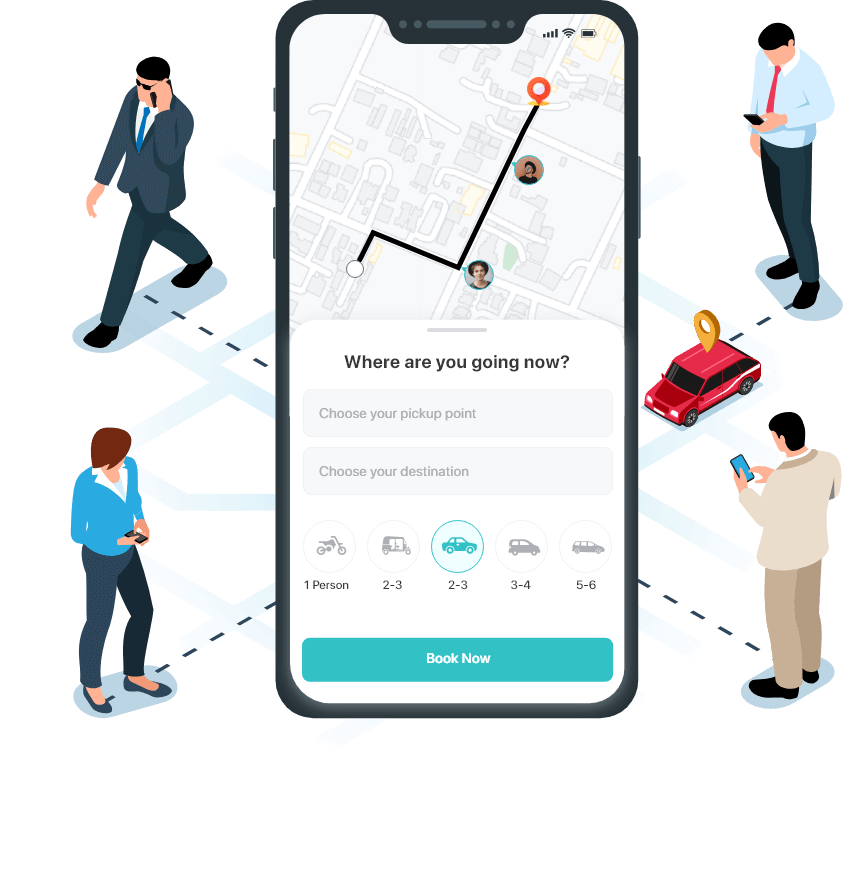 Where are you going now?
Choose your pickup point
Choose your destination
1 Person 2-3 2-3 3-4 5-6
Book Now